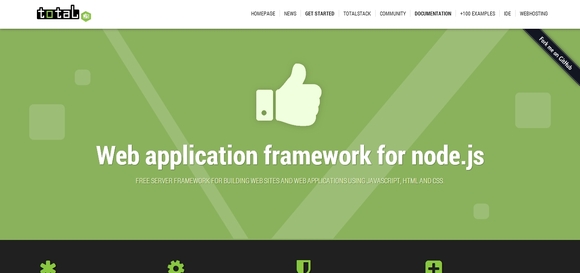 total JS
HOMEPAGE NEWS GET STARTED TOTALSTACK COMMUNITY DOCUMENTATION +100 EXAMPLES IDE WEBHOSTING
Fork me on GitHub
Web application framework for node.js
FREE SERVER FRAMEWORK FOR BUILDING WEB SITES AND WEB APPLICATIONS USING JAVASCRIPT, HTML AND CSS